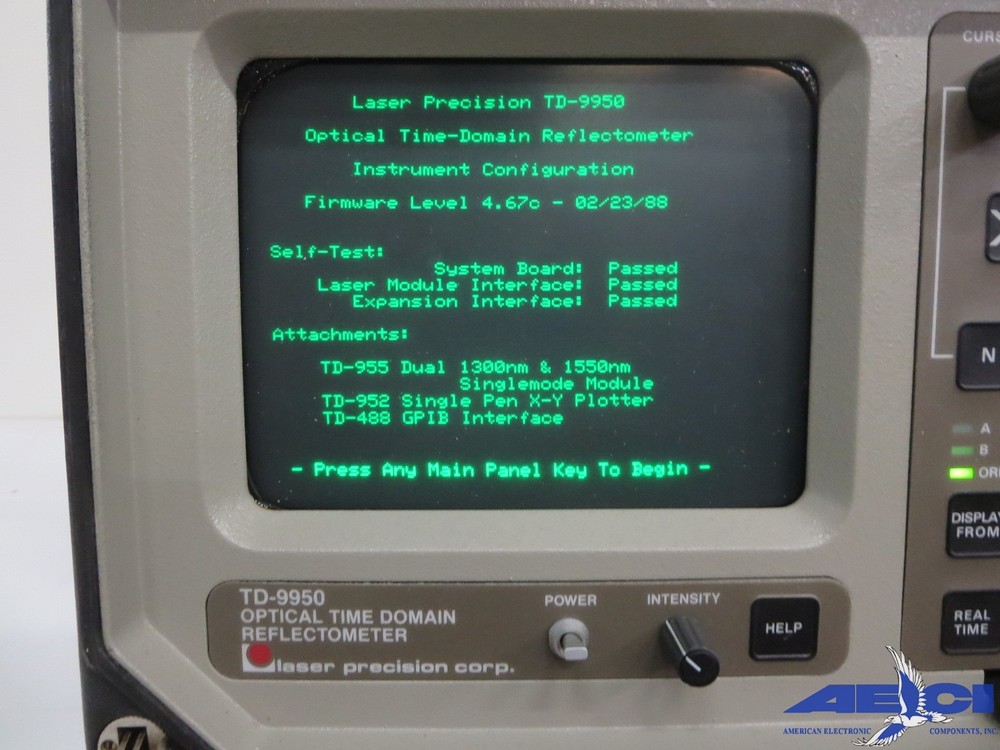 Laser Precision TD-9950
Optical Time-Domain Reflectometer
Instrument Configuration
Firmware Level 4.67c - 02/23/88
Self-Test:
System Board: Passed
Laser Module Interface: Passed
Expansion Interface: Passed
Attachments:
TD-955 Dual 1300nm & 1550nm
Singlemode Module
TD-952 Single Pen X-Y Plotter
TD-488 GPIB Interface
- Press Any Main Panel Key To Begin -
TD-9950
OPTICAL TIME DOMAIN
REFLECTOMETER
laser precision corp.
POWER
INTENSITY
HELP
CURS
N
A
B
ORI
DISPLAY
FROM
REAL
TIME
AECI
AMERICAN ELECTRONIC COMPONENTS, INC